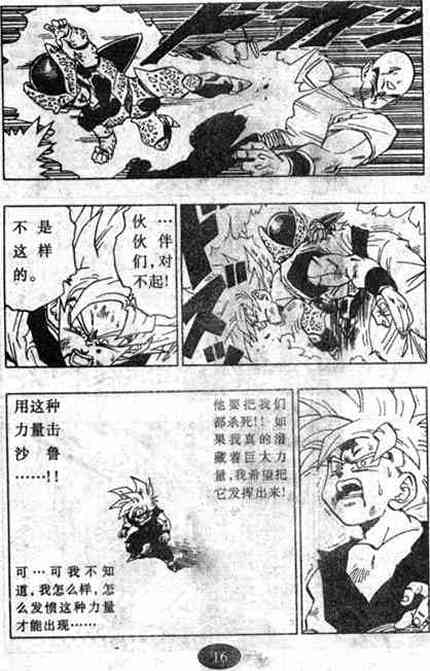 ドカッ
伙…
伙伴
们,对
不起!
不是
这样
的。
他要把我们
都杀死!!如
果我真的潜
藏着巨大力
量,我希望把
它发挥出来!
用这种
力量击
沙鲁
……!!
可…可我不知
道,我怎么样,怎
么发愤这种力量
才能出现……
16